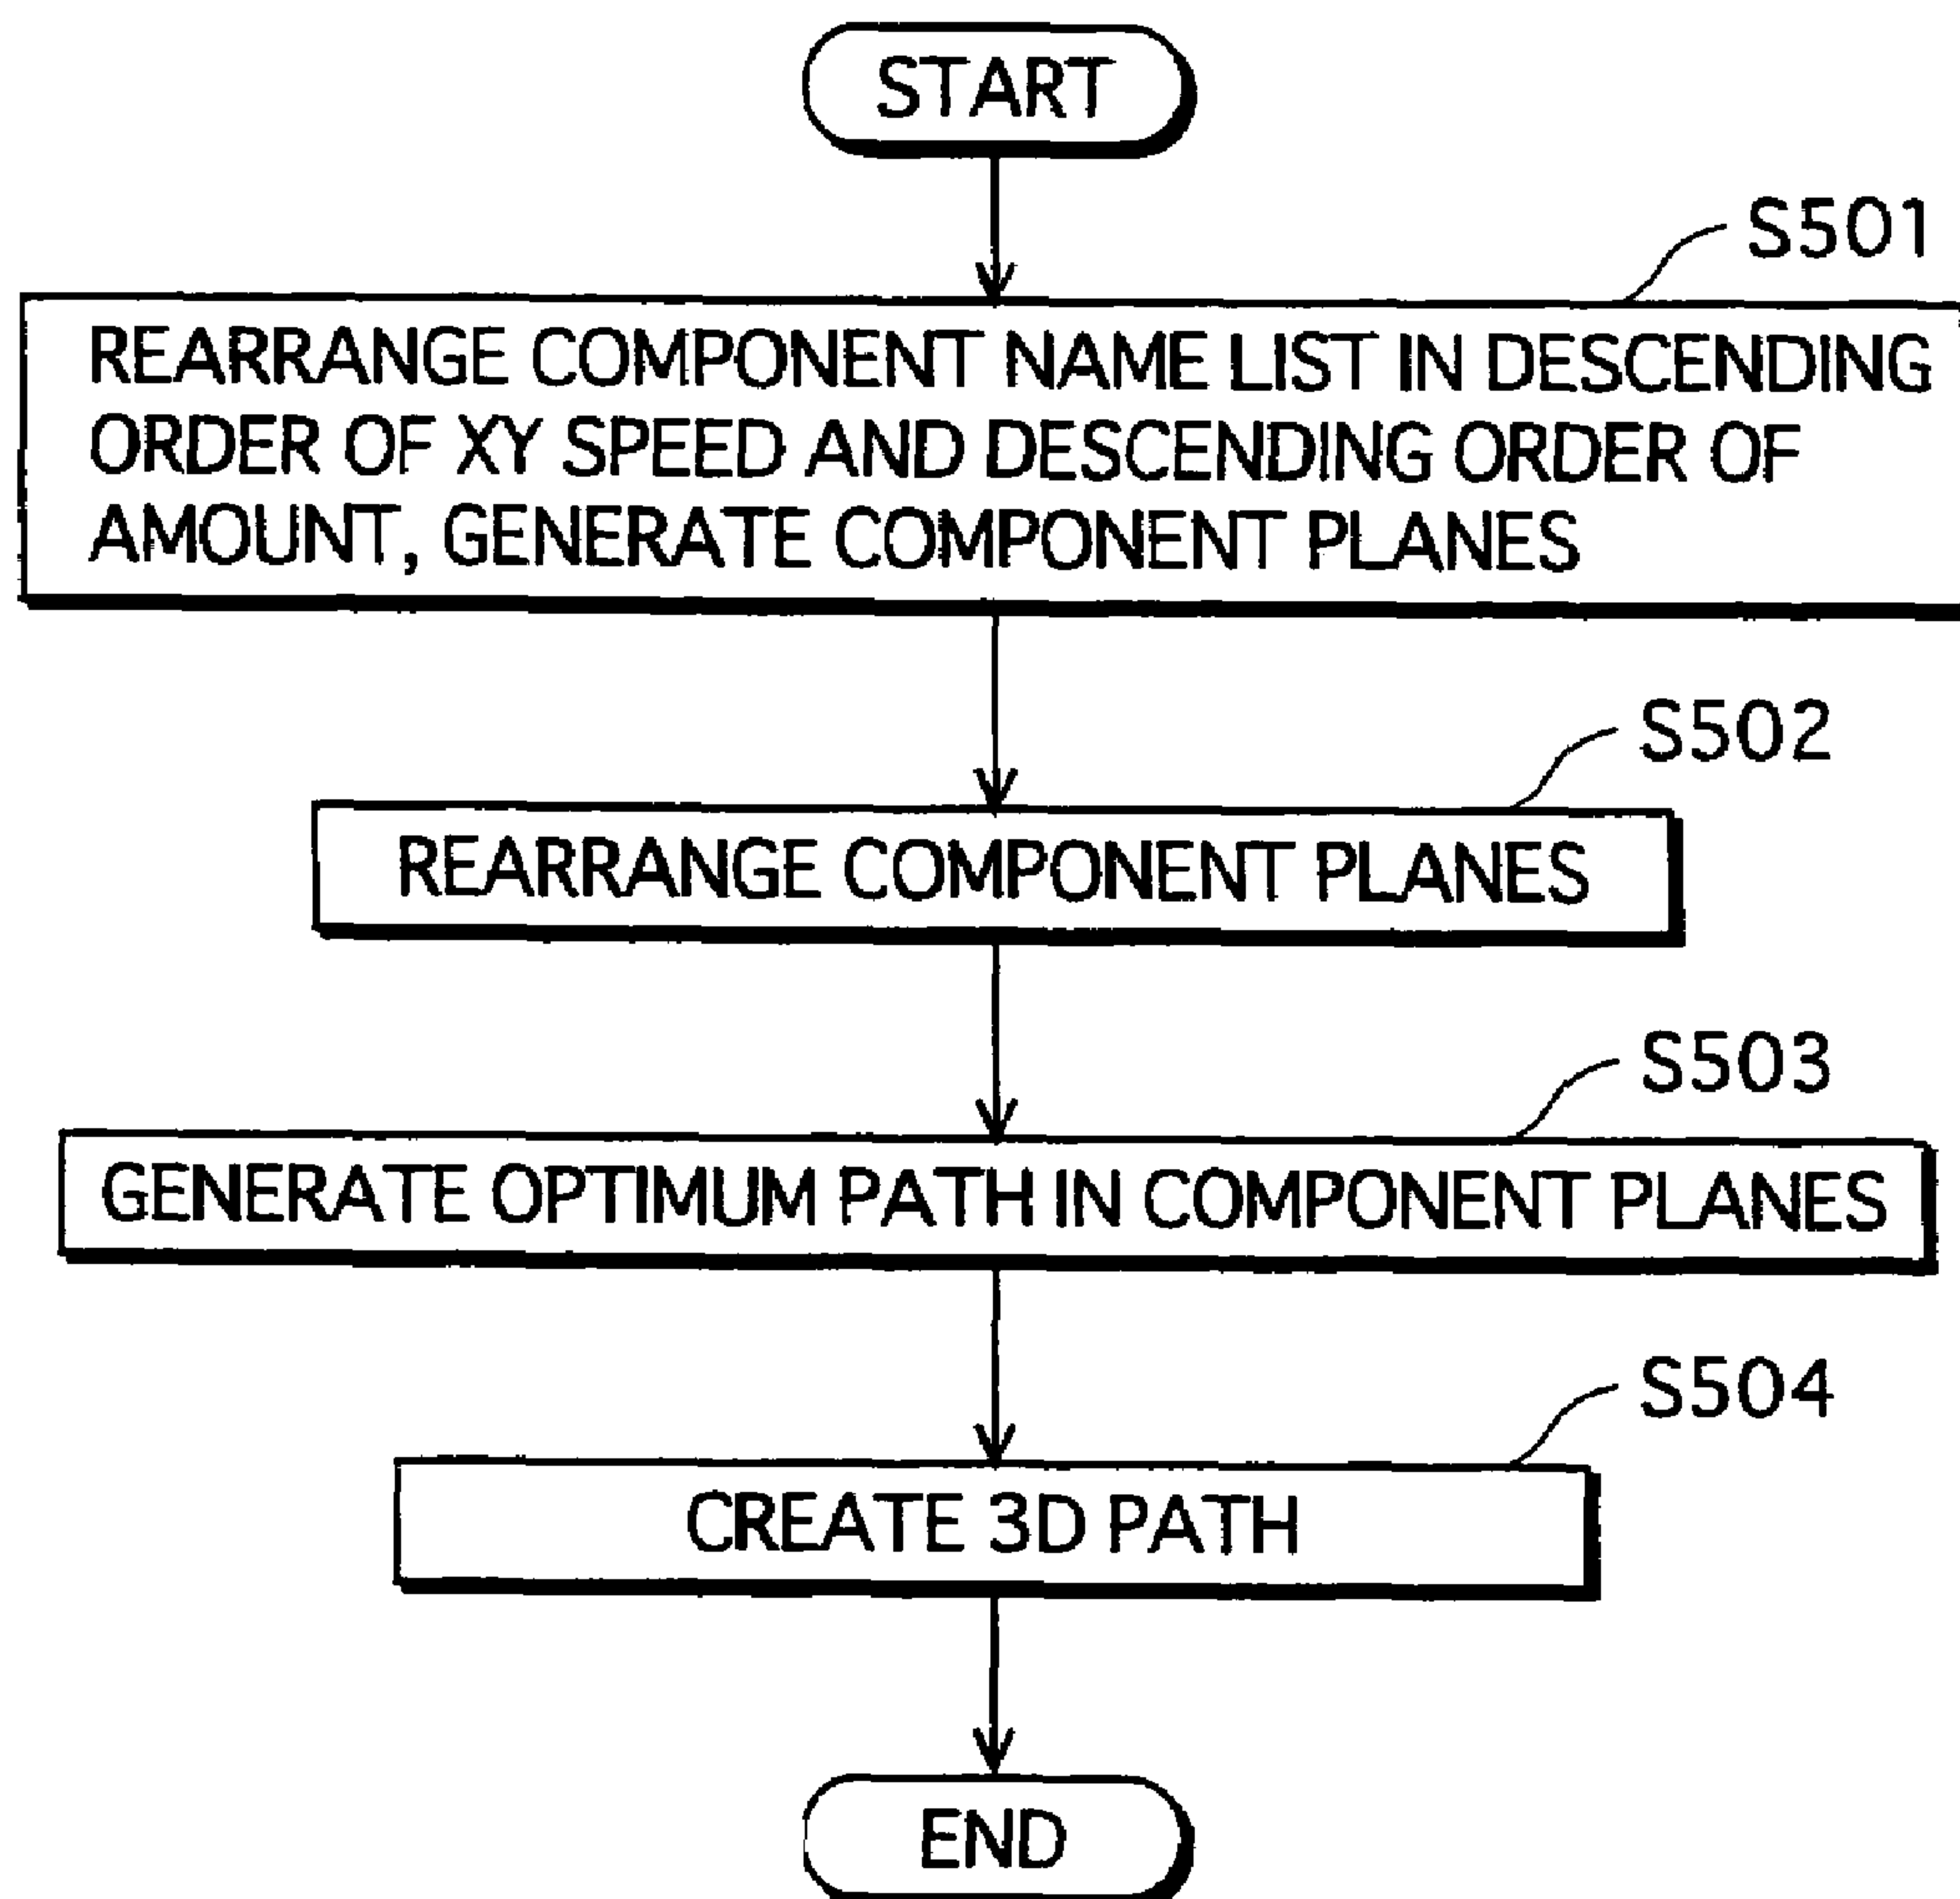 START
S501
REARRANGE COMPONENT NAME LIST IN DESCENDING
ORDER OF XY SPEED AND DESCENDING ORDER OF
AMOUNT, GENERATE COMPONENT PLANES
S502
REARRANGE COMPONENT PLANES
S503
GENERATE OPTIMUM PATH IN COMPONENT PLANES
S504
CREATE 3D PATH
END